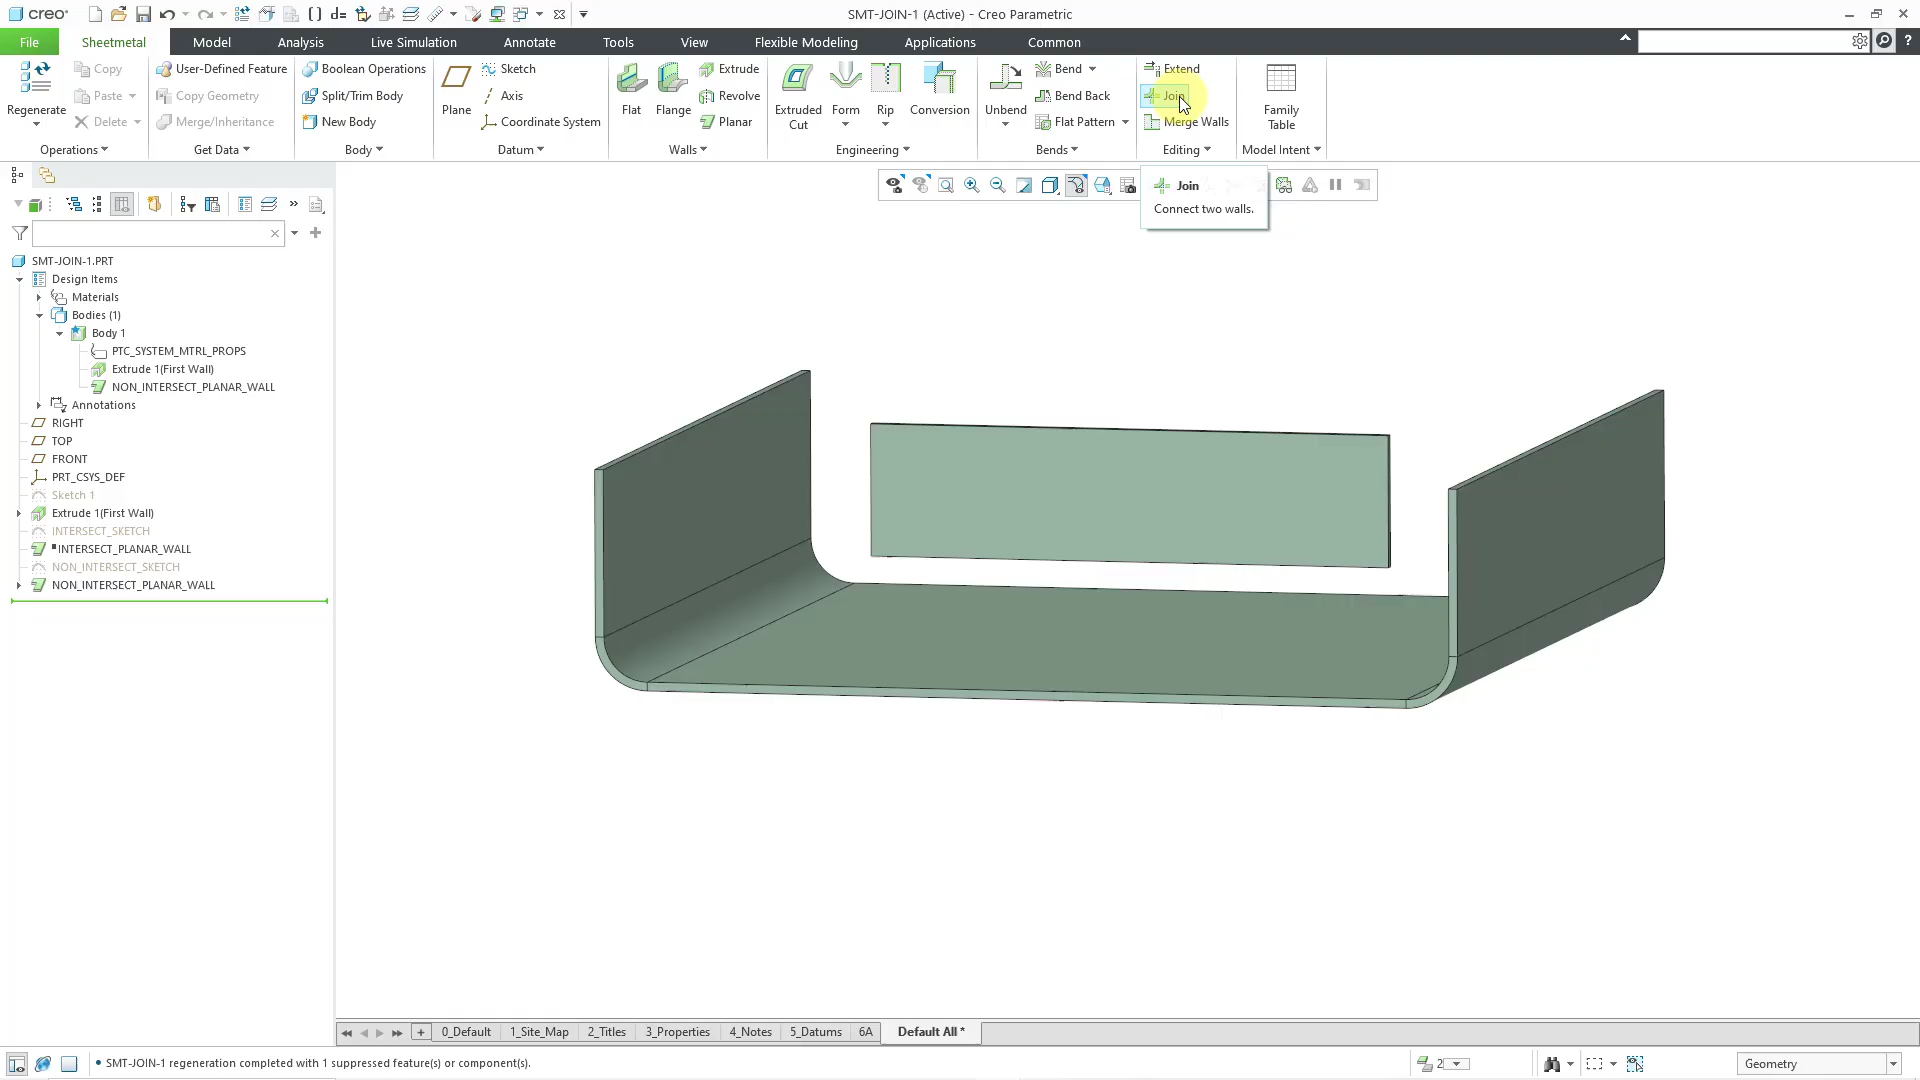 creo
SMT-JOIN-1 (Active) - Creo Parametric
File Sheetmetal Model Analysis Live Simulation Annotate Tools View Flexible Modeling Applications Common
Regenerate
Copy
Paste
Delete
Operations
User-Defined Feature
Copy Geometry
Merge/Inheritance
Get Data
Boolean Operations
Split/Trim Body
New Body
Body
Plane
Sketch
Axis
Coordinate System
Datum
Flat
Flange
Extrude
Revolve
Planar
Walls
Extruded
Cut
Form
Rip
Conversion
Engineering
Unbend
Bend
Bend Back
Flat Pattern
Bends
Extend
Join
Merge Walls
Editing
Family
Table
Model Intent
Join
Connect two walls.
SMT-JOIN-1.PRT
Design Items
Materials
Bodies (1)
Body 1
PTC_SYSTEM_MTRL_PROPS
Extrude 1(First Wall)
NON_INTERSECT_PLANAR_WALL
Annotations
RIGHT
TOP
FRONT
PRT_CSYS_DEF
Sketch 1
Extrude 1(First Wall)
INTERSECT_SKETCH
INTERSECT_PLANAR_WALL
NON_INTERSECT_SKETCH
NON_INTERSECT_PLANAR_WALL
0_Default 1_Site_Map 2_Titles 3_Properties 4_Notes 5_Datums 6A Default All *
• SMT-JOIN-1 regeneration completed with 1 suppressed feature(s) or component(s).
2
Geometry